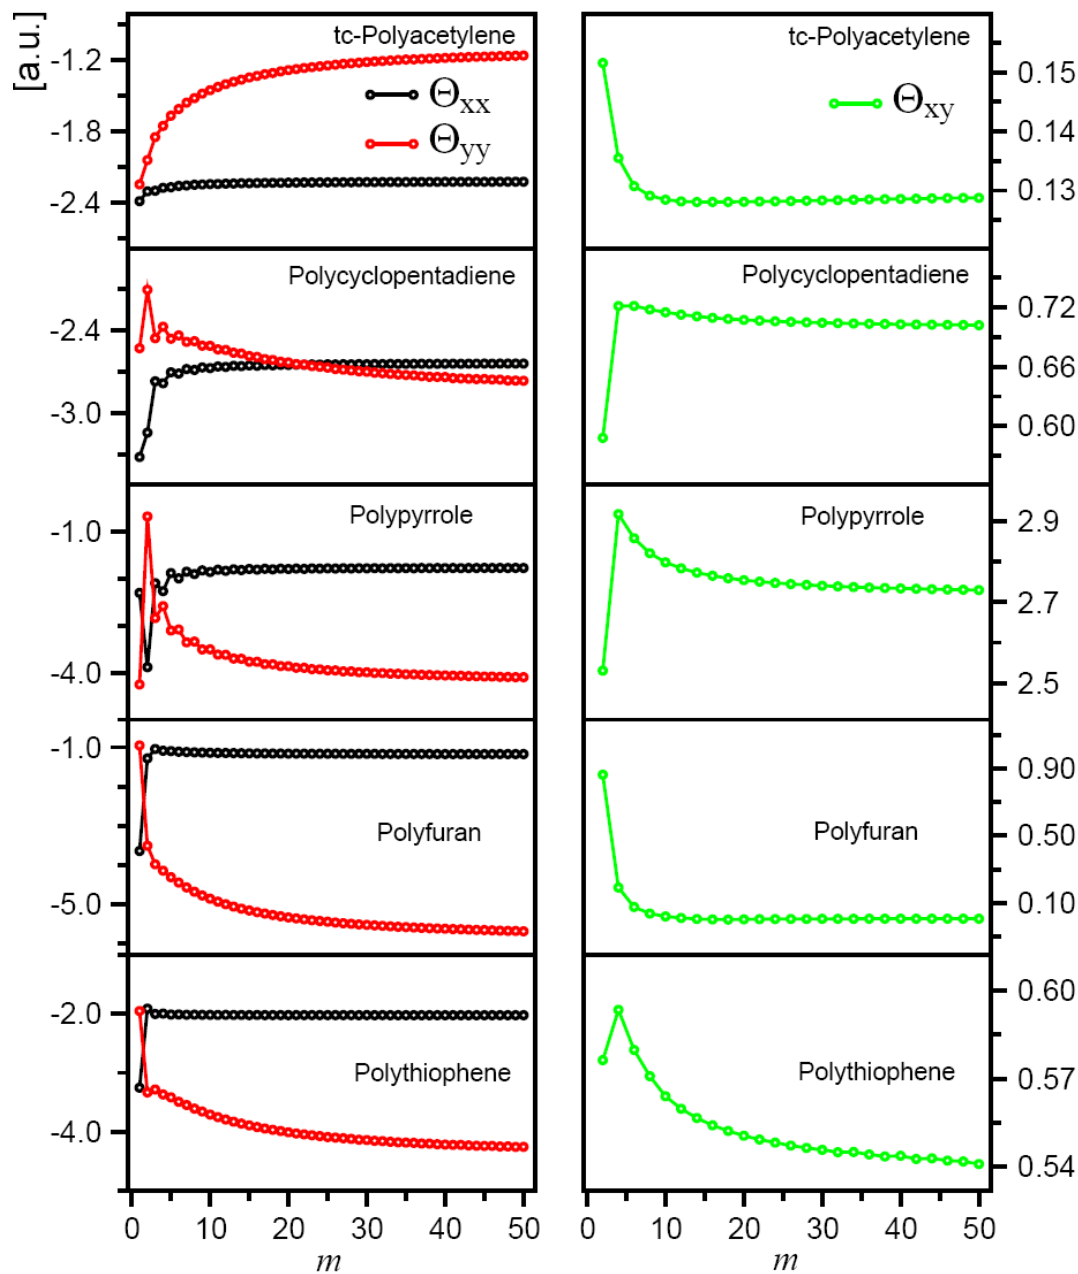 [a.u.]
tc-Polyacetylene
-1.2
Θxx
-1.8
Θyy
-2.4
Polycyclopentadiene
-2.4
-3.0
Polypyrrole
-1.0
-4.0
-1.0
Polyfuran
-5.0
-2.0
Polythiophene
-4.0
0 10 20 30 40 50
m
tc-Polyacetylene
0.15
Θxy
0.14
0.13
Polycyclopentadiene
0.72
0.66
0.60
Polypyrrole
2.9
2.7
2.5
0.90
Polyfuran
0.50
0.10
0.60
Polythiophene
0.57
0.54
0 10 20 30 40 50
m